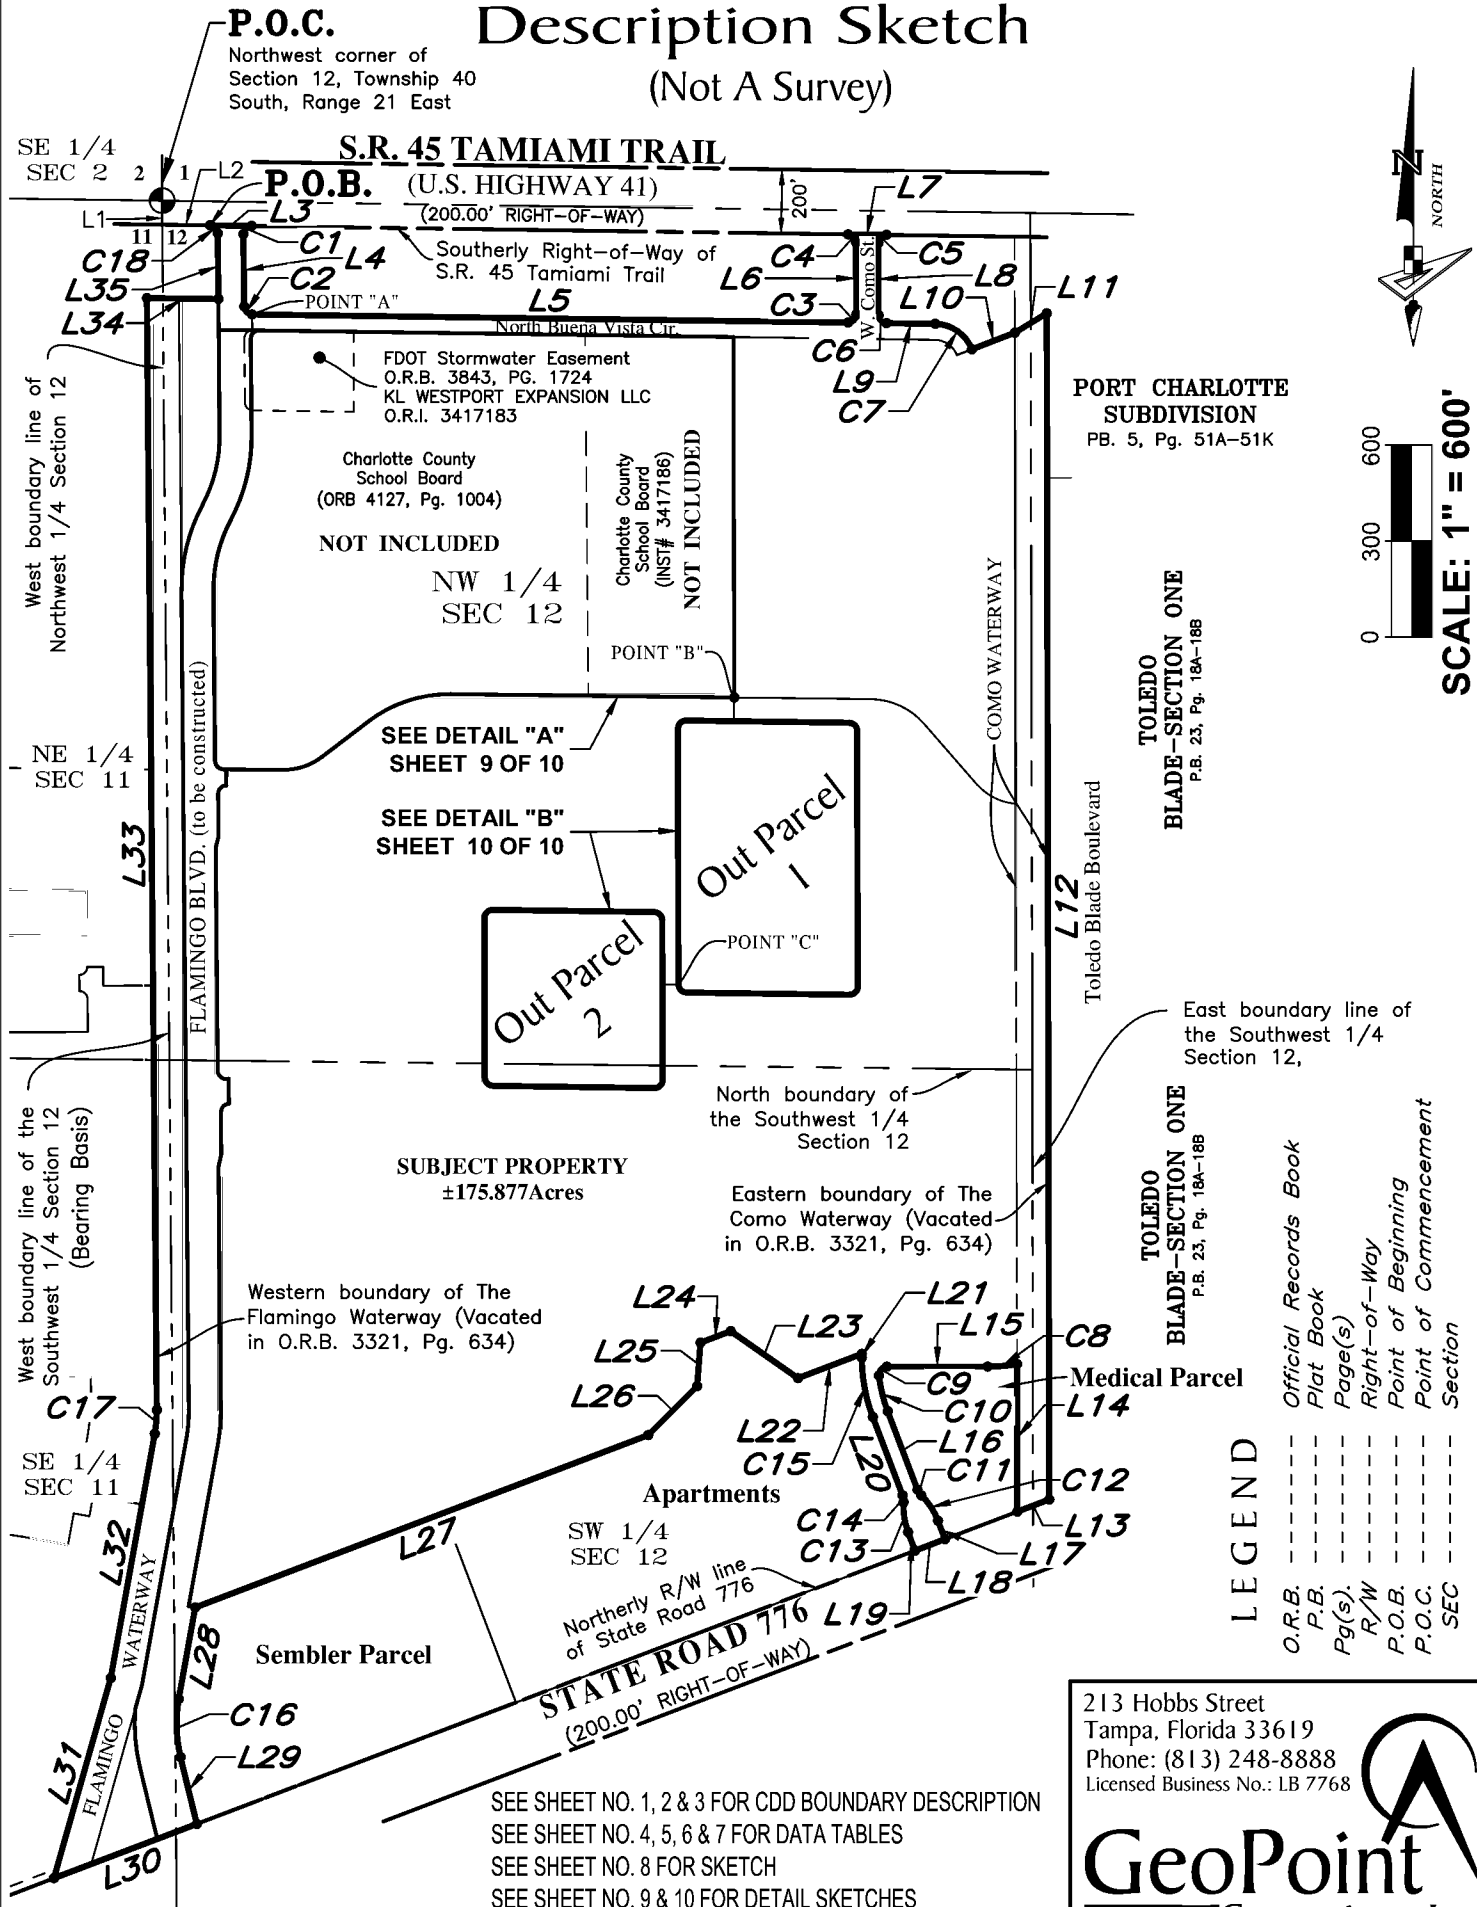 Description Sketch
(Not A Survey)
P.O.C.
Northwest corner of
Section 12, Township 40
South, Range 21 East
SE 1/4
SEC 2
2
1
L2
L1
11
12
S.R. 45 TAMIAMI TRAIL
P.O.B.
(U.S. HIGHWAY 41)
(200.00' RIGHT-OF-WAY)
200'
L3
L7
C1
C18
L4
C2
L35
L34
POINT "A"
Southerly Right-of-Way of
S.R. 45 Tamiami Trail
L5
North Buena Vista Cir.
C4
C5
L6
L8
W. Como St.
C3
L10
L11
C6
L9
C7
N
NORTH
FDOT Stormwater Easement
O.R.B. 3843, PG. 1724
KL WESTPORT EXPANSION LLC
O.R.I. 3417183
Charlotte County
School Board
(ORB 4127, Pg. 1004)
NOT INCLUDED
Charlotte County
School Board
(INST# 3417186)
NOT INCLUDED
NW 1/4
SEC 12
POINT "B"
PORT CHARLOTTE
SUBDIVISION
PB. 5, Pg. 51A-51K
0
300
600
SCALE: 1" = 600'
West boundary line of
Northwest 1/4 Section 12
COMO WATERWAY
TOLEDO
BLADE-SECTION ONE
P.B. 23, Pg. 18A-18B
NE 1/4
SEC 11
FLAMINGO BLVD. (to be constructed)
SEE DETAIL "A"
SHEET 9 OF 10
SEE DETAIL "B"
SHEET 10 OF 10
Out Parcel
1
L33
L12
Toledo Blade Boulevard
POINT "C"
Out Parcel
2
East boundary line of
the Southwest 1/4
Section 12,
North boundary of
the Southwest 1/4
Section 12
West boundary line of the
Southwest 1/4 Section 12
(Bearing Basis)
SUBJECT PROPERTY
±175.877Acres
Eastern boundary of The
Como Waterway (Vacated
in O.R.B. 3321, Pg. 634)
TOLEDO
BLADE-SECTION ONE
P.B. 23, Pg. 18A-18B
Western boundary of The
Flamingo Waterway (Vacated
in O.R.B. 3321, Pg. 634)
L24
L21
L23
L15
C8
L25
C9
Medical Parcel
L26
C10
L14
C17
L22
C15
L20
L16
C11
C12
SE 1/4
SEC 11
Apartments
C14
C13
L13
L17
L18
L19
SW 1/4
SEC 12
L27
L32
Northerly R/W line
of State Road 776
STATE ROAD 776
(200.00' RIGHT-OF-WAY)
L28
Sembler Parcel
FLAMINGO WATERWAY
C16
L29
L31
L30
LEGEND
O.R.B. ------ Official Records Book
P.B. ------ Plat Book
Pg(s). ------ Page(s)
R/W ------ Right-of-Way
P.O.B. ------ Point of Beginning
P.O.C. ------ Point of Commencement
SEC ------ Section
SEE SHEET NO. 1, 2 & 3 FOR CDD BOUNDARY DESCRIPTION
SEE SHEET NO. 4, 5, 6 & 7 FOR DATA TABLES
SEE SHEET NO. 8 FOR SKETCH
SEE SHEET NO. 9 & 10 FOR DETAIL SKETCHES
213 Hobbs Street
Tampa, Florida 33619
Phone: (813) 248-8888
Licensed Business No.: LB 7768
GeoPoint